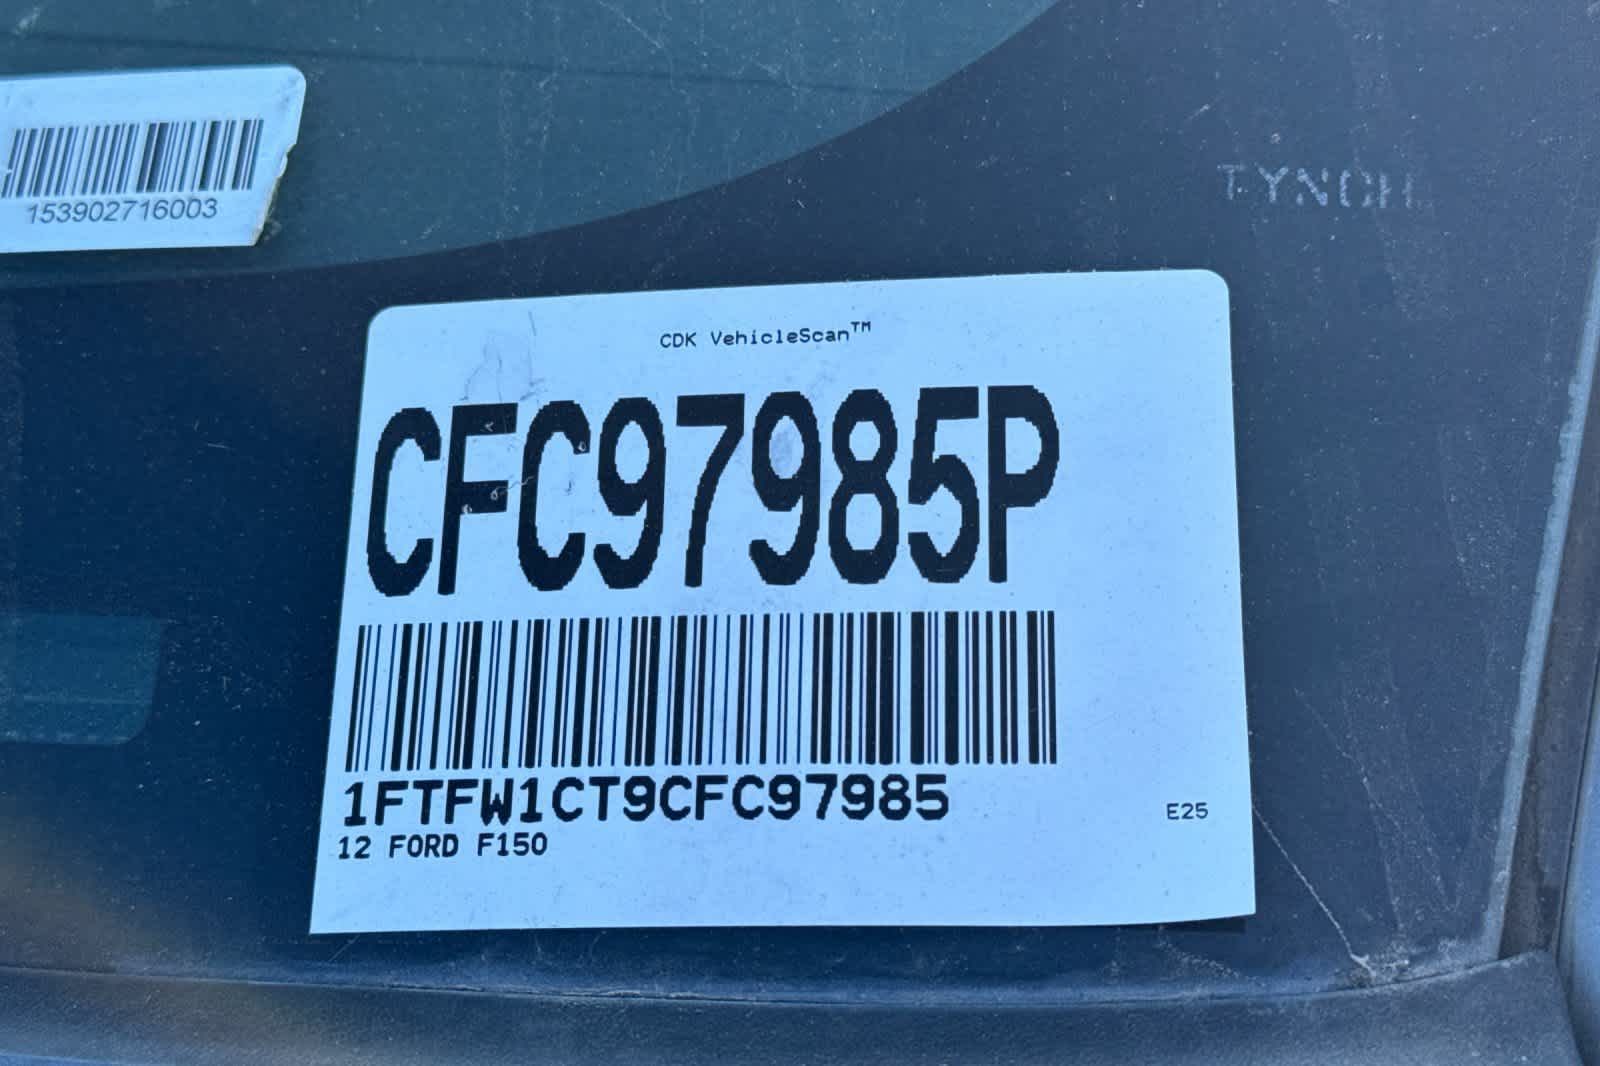 153902716003
TYNCH
CDK VehicleScan™
CFC97985P
1FTFW1CT9CFC97985
12 FORD F150
E25